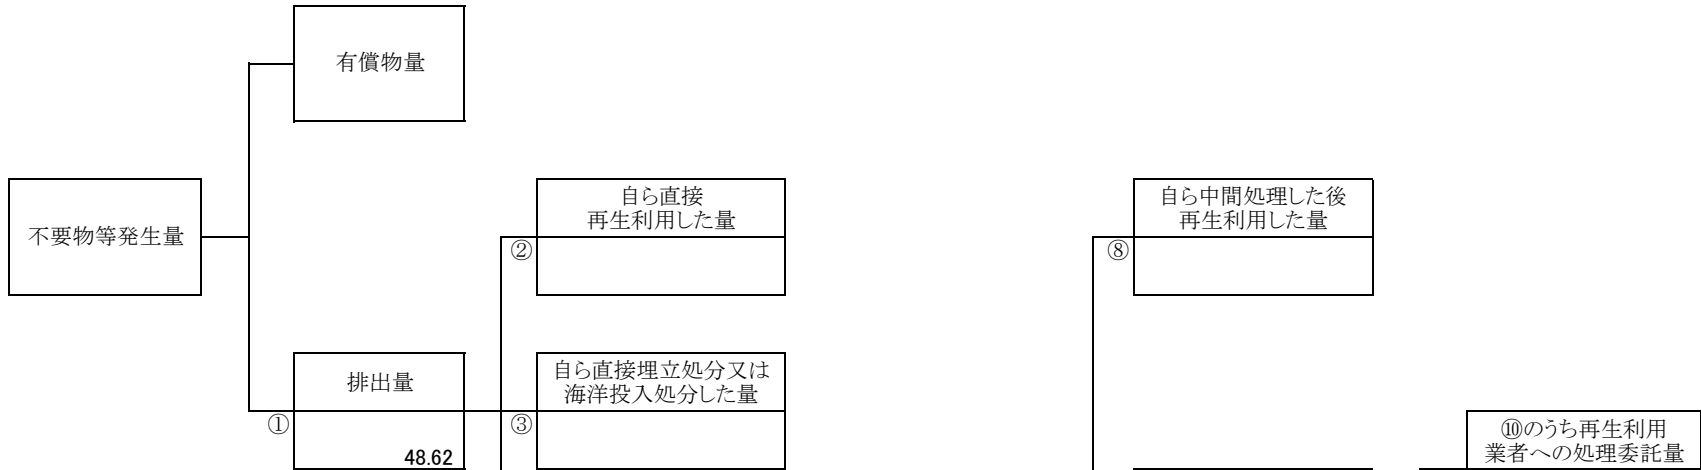 有償物量
不要物等発生量
自ら直接
再生利用した量
②
自ら中間処理した後
再生利用した量
⑧
排出量
①
48.62
自ら直接埋立処分又は
海洋投入処分した量
③
⑩のうち再生利用
業者への処理委託量